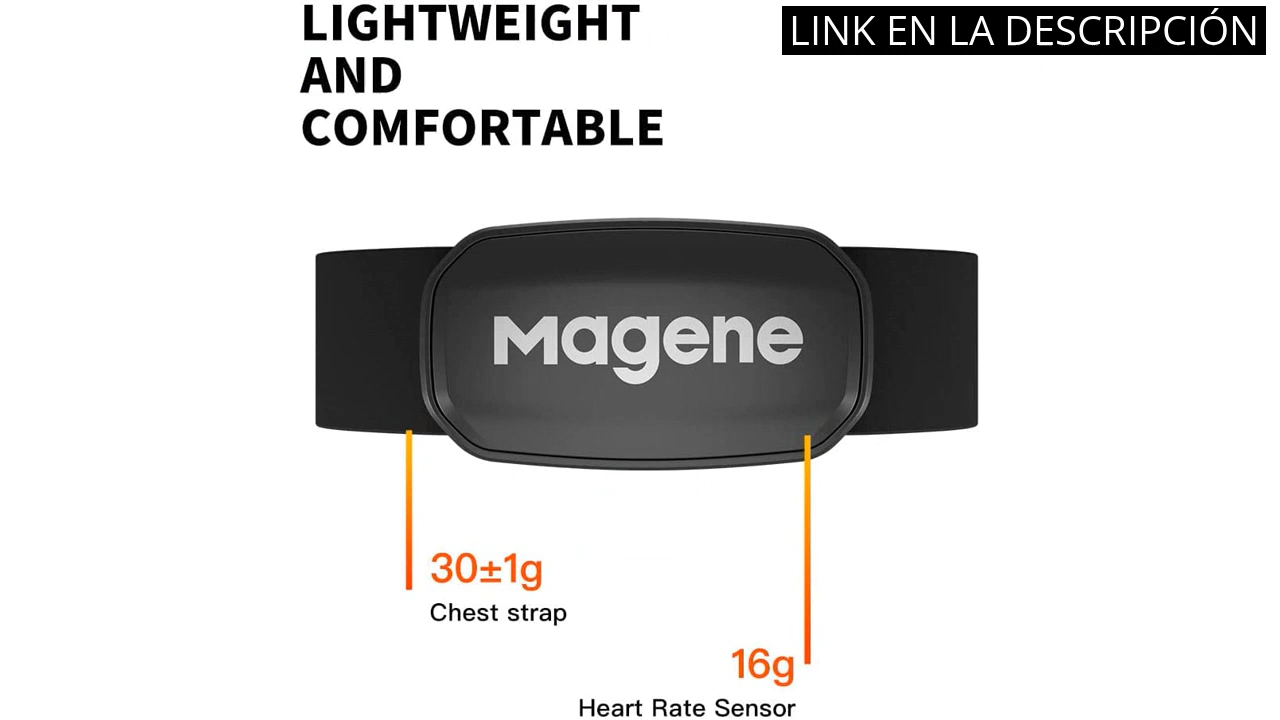 LIGHTWEIGHT
AND
COMFORTABLE
LINK EN LA DESCRIPCIÓN
Magene
30±1g
Chest strap
16g
Heart Rate Sensor